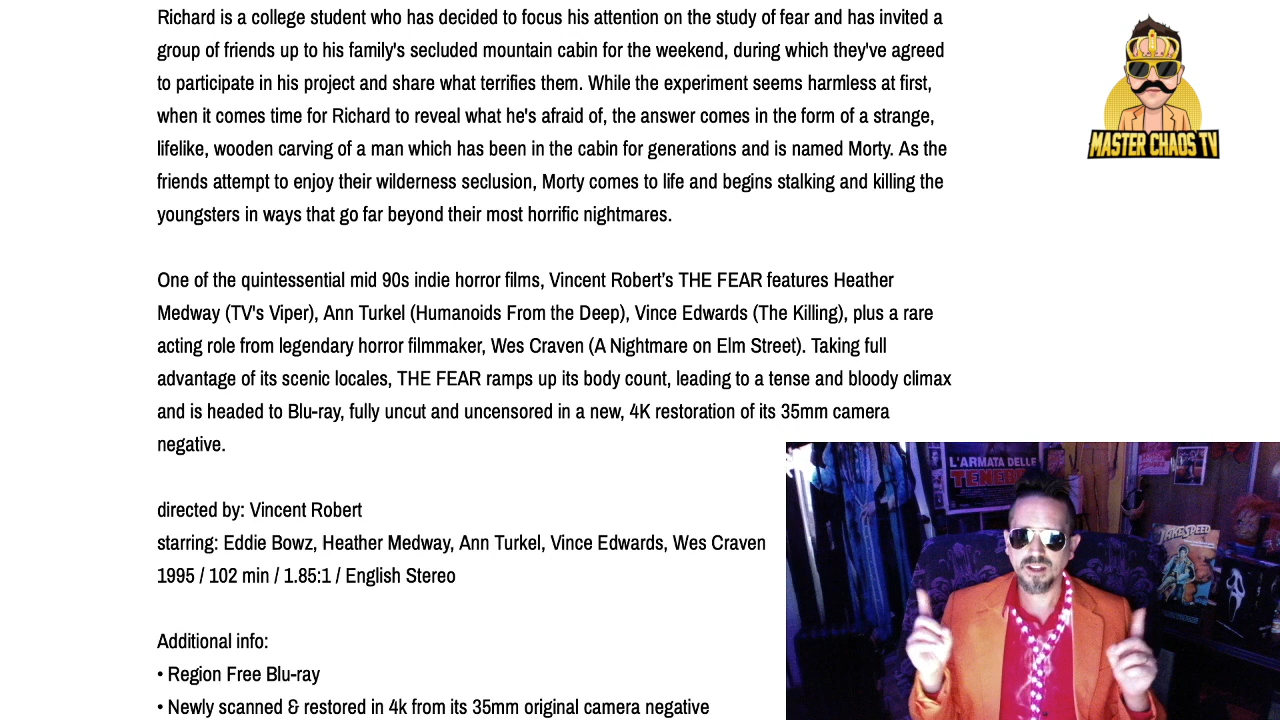 Richard is a college student who has decided to focus his attention on the study of fear and has invited a
group of friends up to his family's secluded mountain cabin for the weekend, during which they've agreed
to participate in his project and share what terrifies them. While the experiment seems harmless at first,
when it comes time for Richard to reveal what he's afraid of, the answer comes in the form of a strange,
lifelike, wooden carving of a man which has been in the cabin for generations and is named Morty. As the
friends attempt to enjoy their wilderness seclusion, Morty comes to life and begins stalking and killing the
youngsters in ways that go far beyond their most horrific nightmares.
One of the quintessential mid 90s indie horror films, Vincent Robert’s THE FEAR features Heather
Medway (TV's Viper), Ann Turkel (Humanoids From the Deep), Vince Edwards (The Killing), plus a rare
acting role from legendary horror filmmaker, Wes Craven (A Nightmare on Elm Street). Taking full
advantage of its scenic locales, THE FEAR ramps up its body count, leading to a tense and bloody climax
and is headed to Blu-ray, fully uncut and uncensored in a new, 4K restoration of its 35mm camera
negative.
directed by: Vincent Robert
starring: Eddie Bowz, Heather Medway, Ann Turkel, Vince Edwards, Wes Craven
1995 / 102 min / 1.85:1 / English Stereo
Additional info:
• Region Free Blu-ray
• Newly scanned & restored in 4k from its 35mm original camera negative
MASTER CHAOS TV
L'ARMATA DELLE
TENEBRE
JAKE SPEED